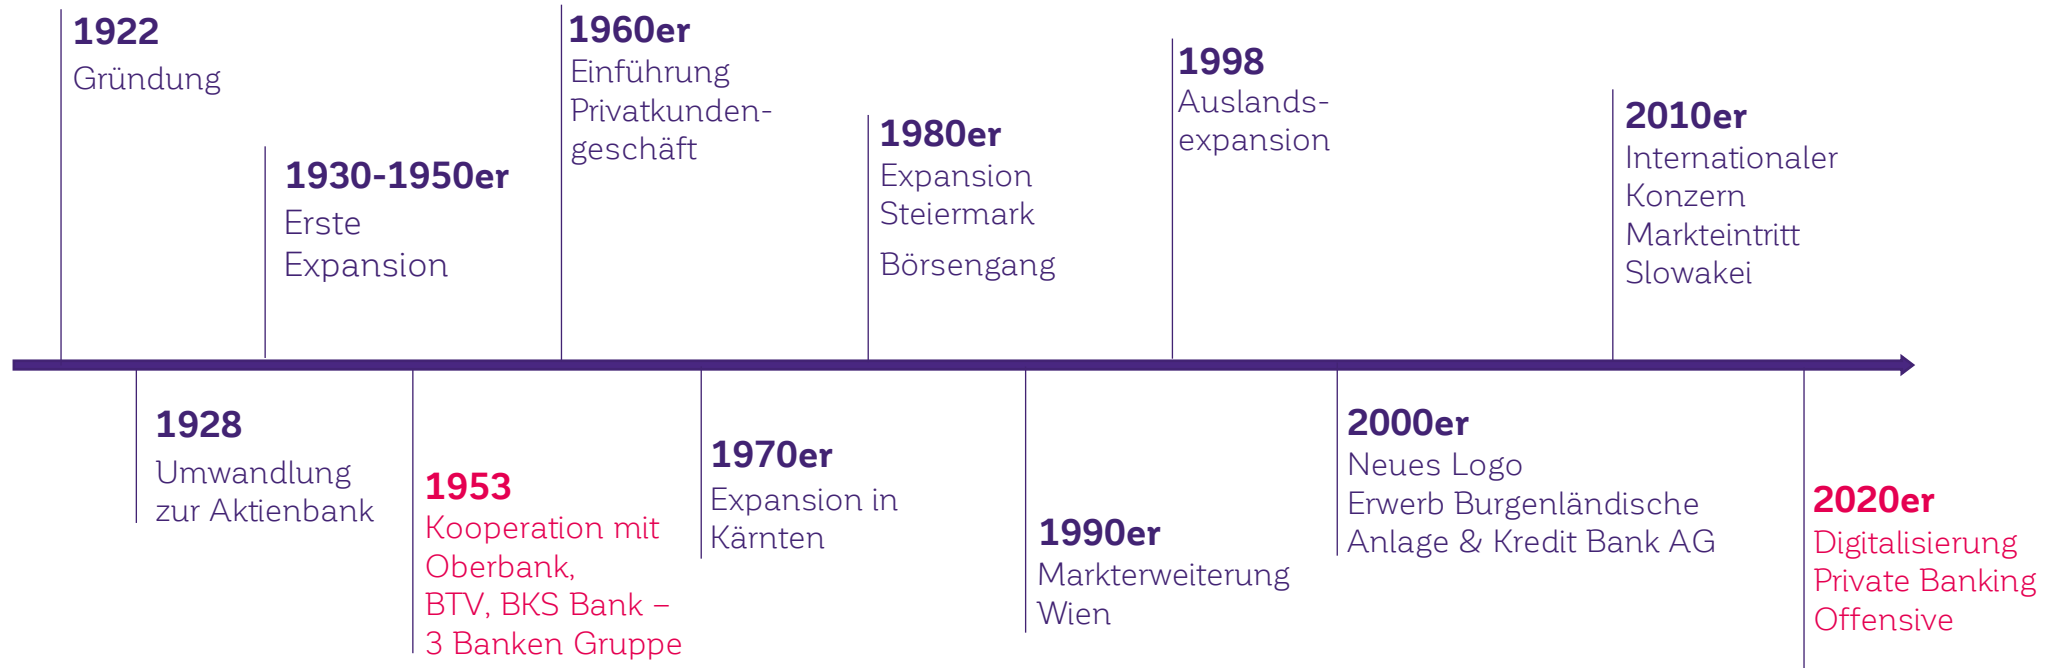 1922
Gründung
1928
Umwandlung
zur Aktienbank
1930-1950er
Erste
Expansion
1953
Kooperation mit
Oberbank,
BTV, BKS Bank –
3 Banken Gruppe
1960er
Einführung
Privatkunden-
geschäft
1970er
Expansion in
Kärnten
1980er
Expansion
Steiermark
Börsengang
1990er
Markterweiterung
Wien
1998
Auslands-
expansion
2000er
Neues Logo
Erwerb Burgenländische
Anlage & Kredit Bank AG
2010er
Internationaler
Konzern
Markteintritt
Slowakei
2020er
Digitalisierung
Private Banking
Offensive